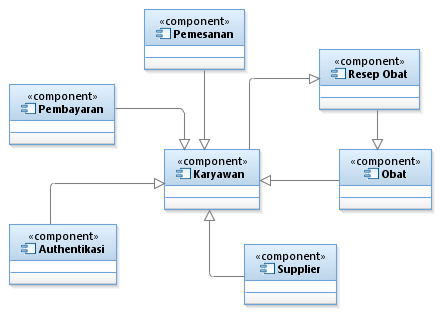 «component»
Pemesanan
«component»
Resep Obat
«component»
Pembayaran
«component»
Karyawan
«component»
Obat
«component»
Authentikasi
«component»
Supplier